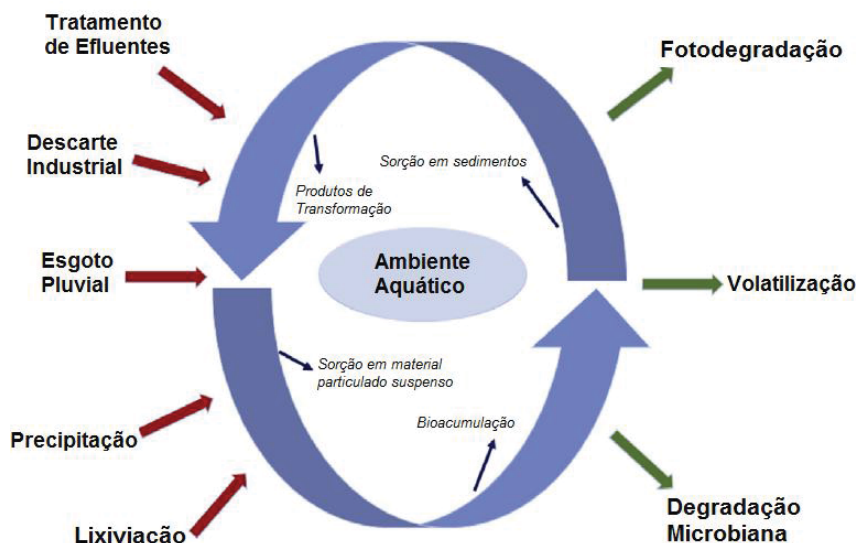 Tratamento
de Efluentes
Descarte
Industrial
Esgoto
Pluvial
Precipitação
Lixiviação
Produtos de
Transformação
Sorção em sedimentos
Ambiente
Aquático
Sorção em material
particulado suspenso
Bioacumulação
Fotodegradação
Volatilização
Degradação
Microbiana